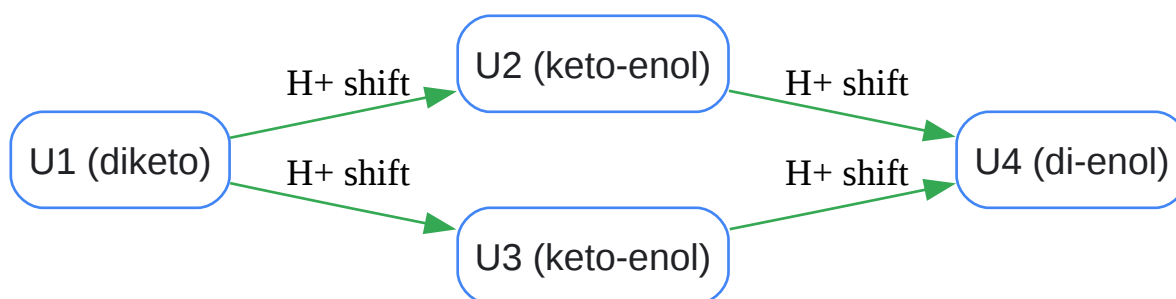 U1 (diketo)
H+ shift
H+ shift
U2 (keto-enol)
U3 (keto-enol)
H+ shift
H+ shift
U4 (di-enol)